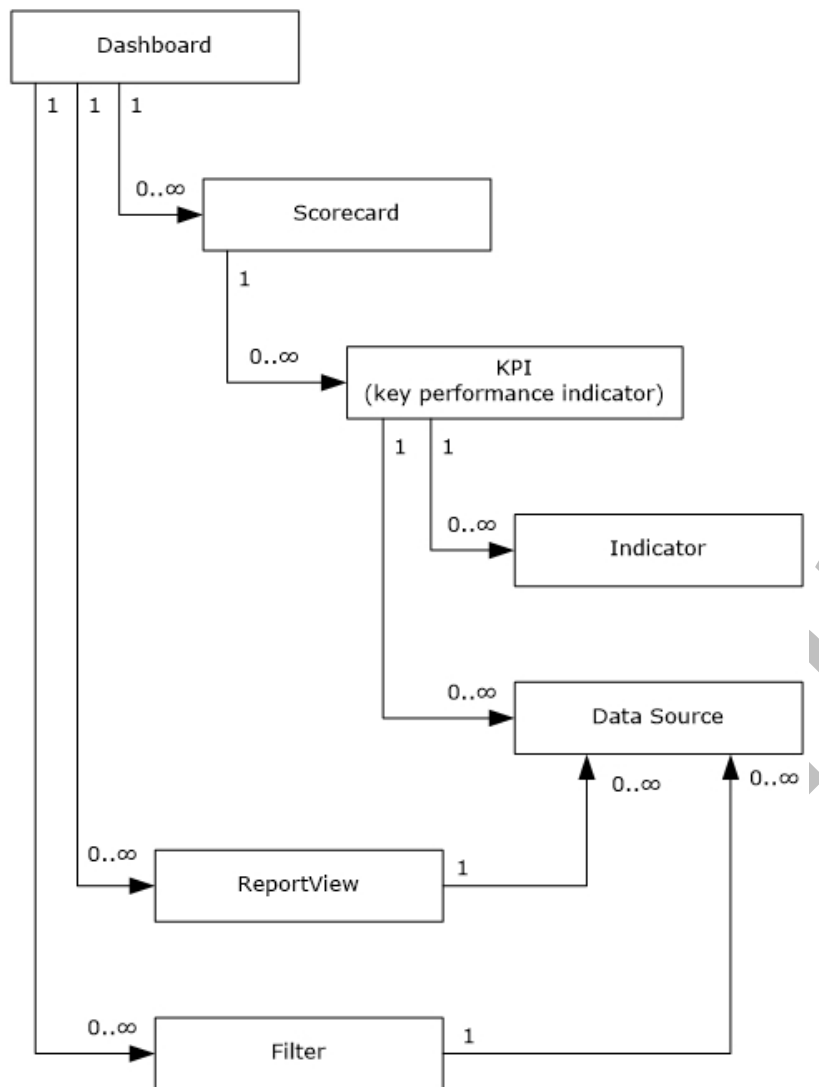 Dashboard
1
1
1
0..∞
Scorecard
1
0..∞
KPI
(key performance indicator)
1
1
0..∞
Indicator
0..∞
Data Source
0..∞
0..∞
0..∞
ReportView
1
0..∞
Filter
1